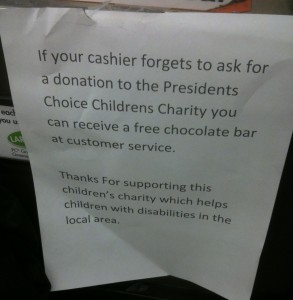 If your cashier forgets to ask for
a donation to the Presidents
Choice Childrens Charity you
can receive a free chocolate bar
at customer service.
Thanks For supporting this
children's charity which helps
children with disabilities in the
local area.